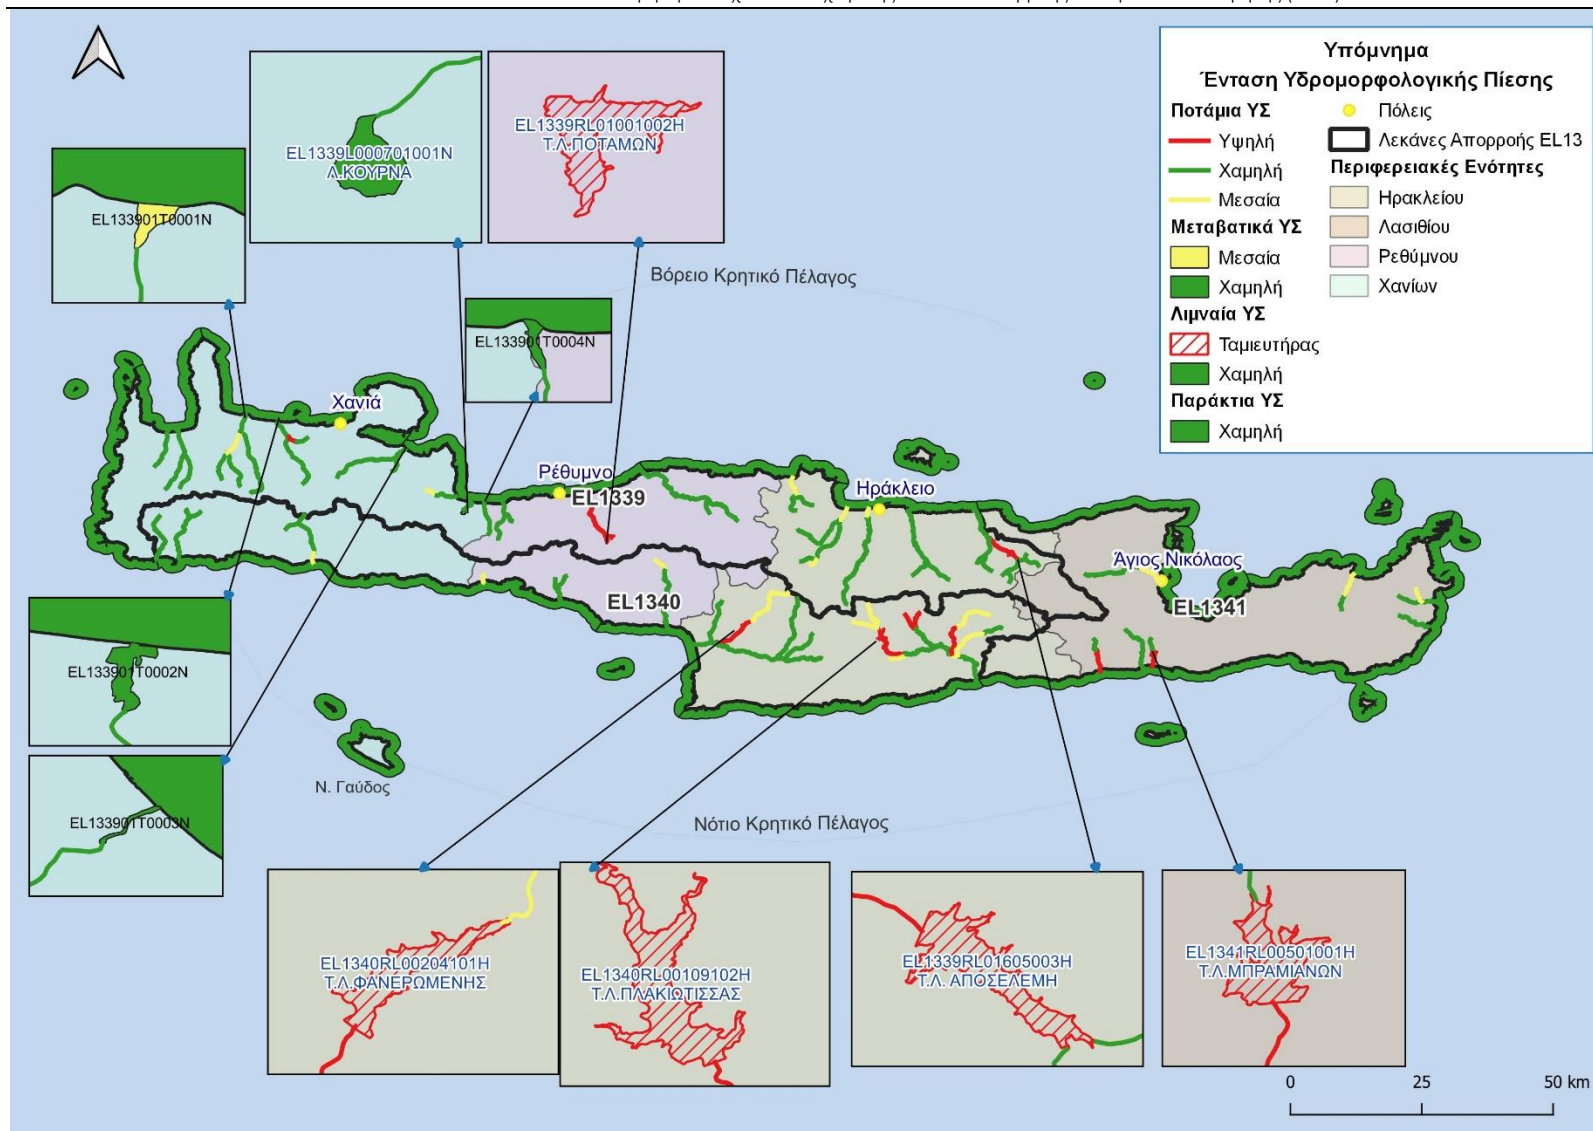 Υπόμνημα
Ένταση Υδρομορφολογικής Πίεσης
Ποτάμια ΥΣ
Υψηλή
Χαμηλή
Μεσαία
Μεταβατικά ΥΣ
Μεσαία
Χαμηλή
Λιμναία ΥΣ
Ταμιευτήρας
Χαμηλή
Παράκτια ΥΣ
Χαμηλή
Πόλεις
Λεκάνες Απορροής EL13
Περιφερειακές Ενότητες
Ηρακλείου
Λασιθίου
Ρεθύμνου
Χανίων
EL1339L000701001N
Λ.ΚΟΥΡΝΑ
EL1339RL01001002H
Τ.Λ.ΠΟΤΑΜΩΝ
EL133901T0001N
Βόρειο Κρητικό Πέλαγος
EL133901T0004N
Χανιά
Ρέθυμνο
EL1339
Ηράκλειο
Άγιος Νικόλαος
EL1340
EL1341
EL133901T0002N
Ν. Γαύδος
EL133901T0003N
Νότιο Κρητικό Πέλαγος
EL1340RL00204101H
Τ.Λ.ΦΑΝΕΡΩΜΕΝΗΣ
EL1340RL00109102H
Τ.Λ.ΠΛΑΚΙΩΤΙΣΣΑΣ
EL1339RL01605003H
Τ.Λ. ΑΠΟΣΕΛΕΜΗ
EL1341RL00501001H
Τ.Λ.ΜΠΡΑΜΙΑΝΩΝ
0 25 50 km